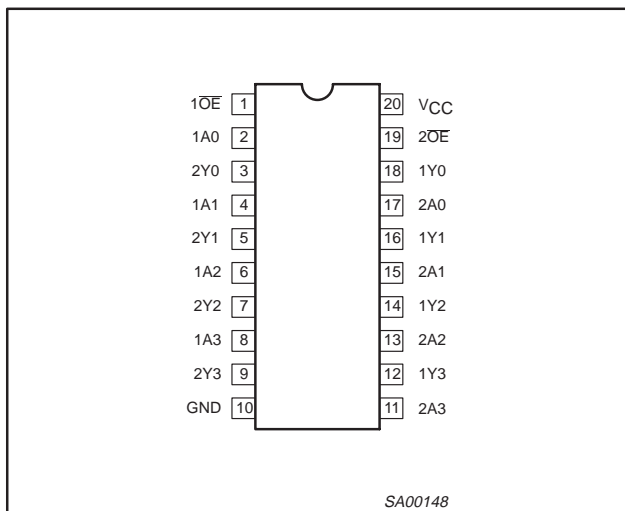 1O̅E̅ 1 20 VCC
1A0 2 19 2O̅E̅
2Y0 3 18 1Y0
1A1 4 17 2A0
2Y1 5 16 1Y1
1A2 6 15 2A1
2Y2 7 14 1Y2
1A3 8 13 2A2
2Y3 9 12 1Y3
GND 10 11 2A3
SA00148